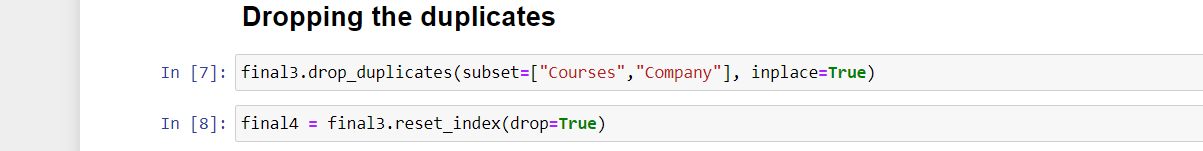 Dropping the duplicates
In [7]: final3.drop_duplicates(subset=["Courses","Company"], inplace=True)
In [8]: final4 = final3.reset_index(drop=True)